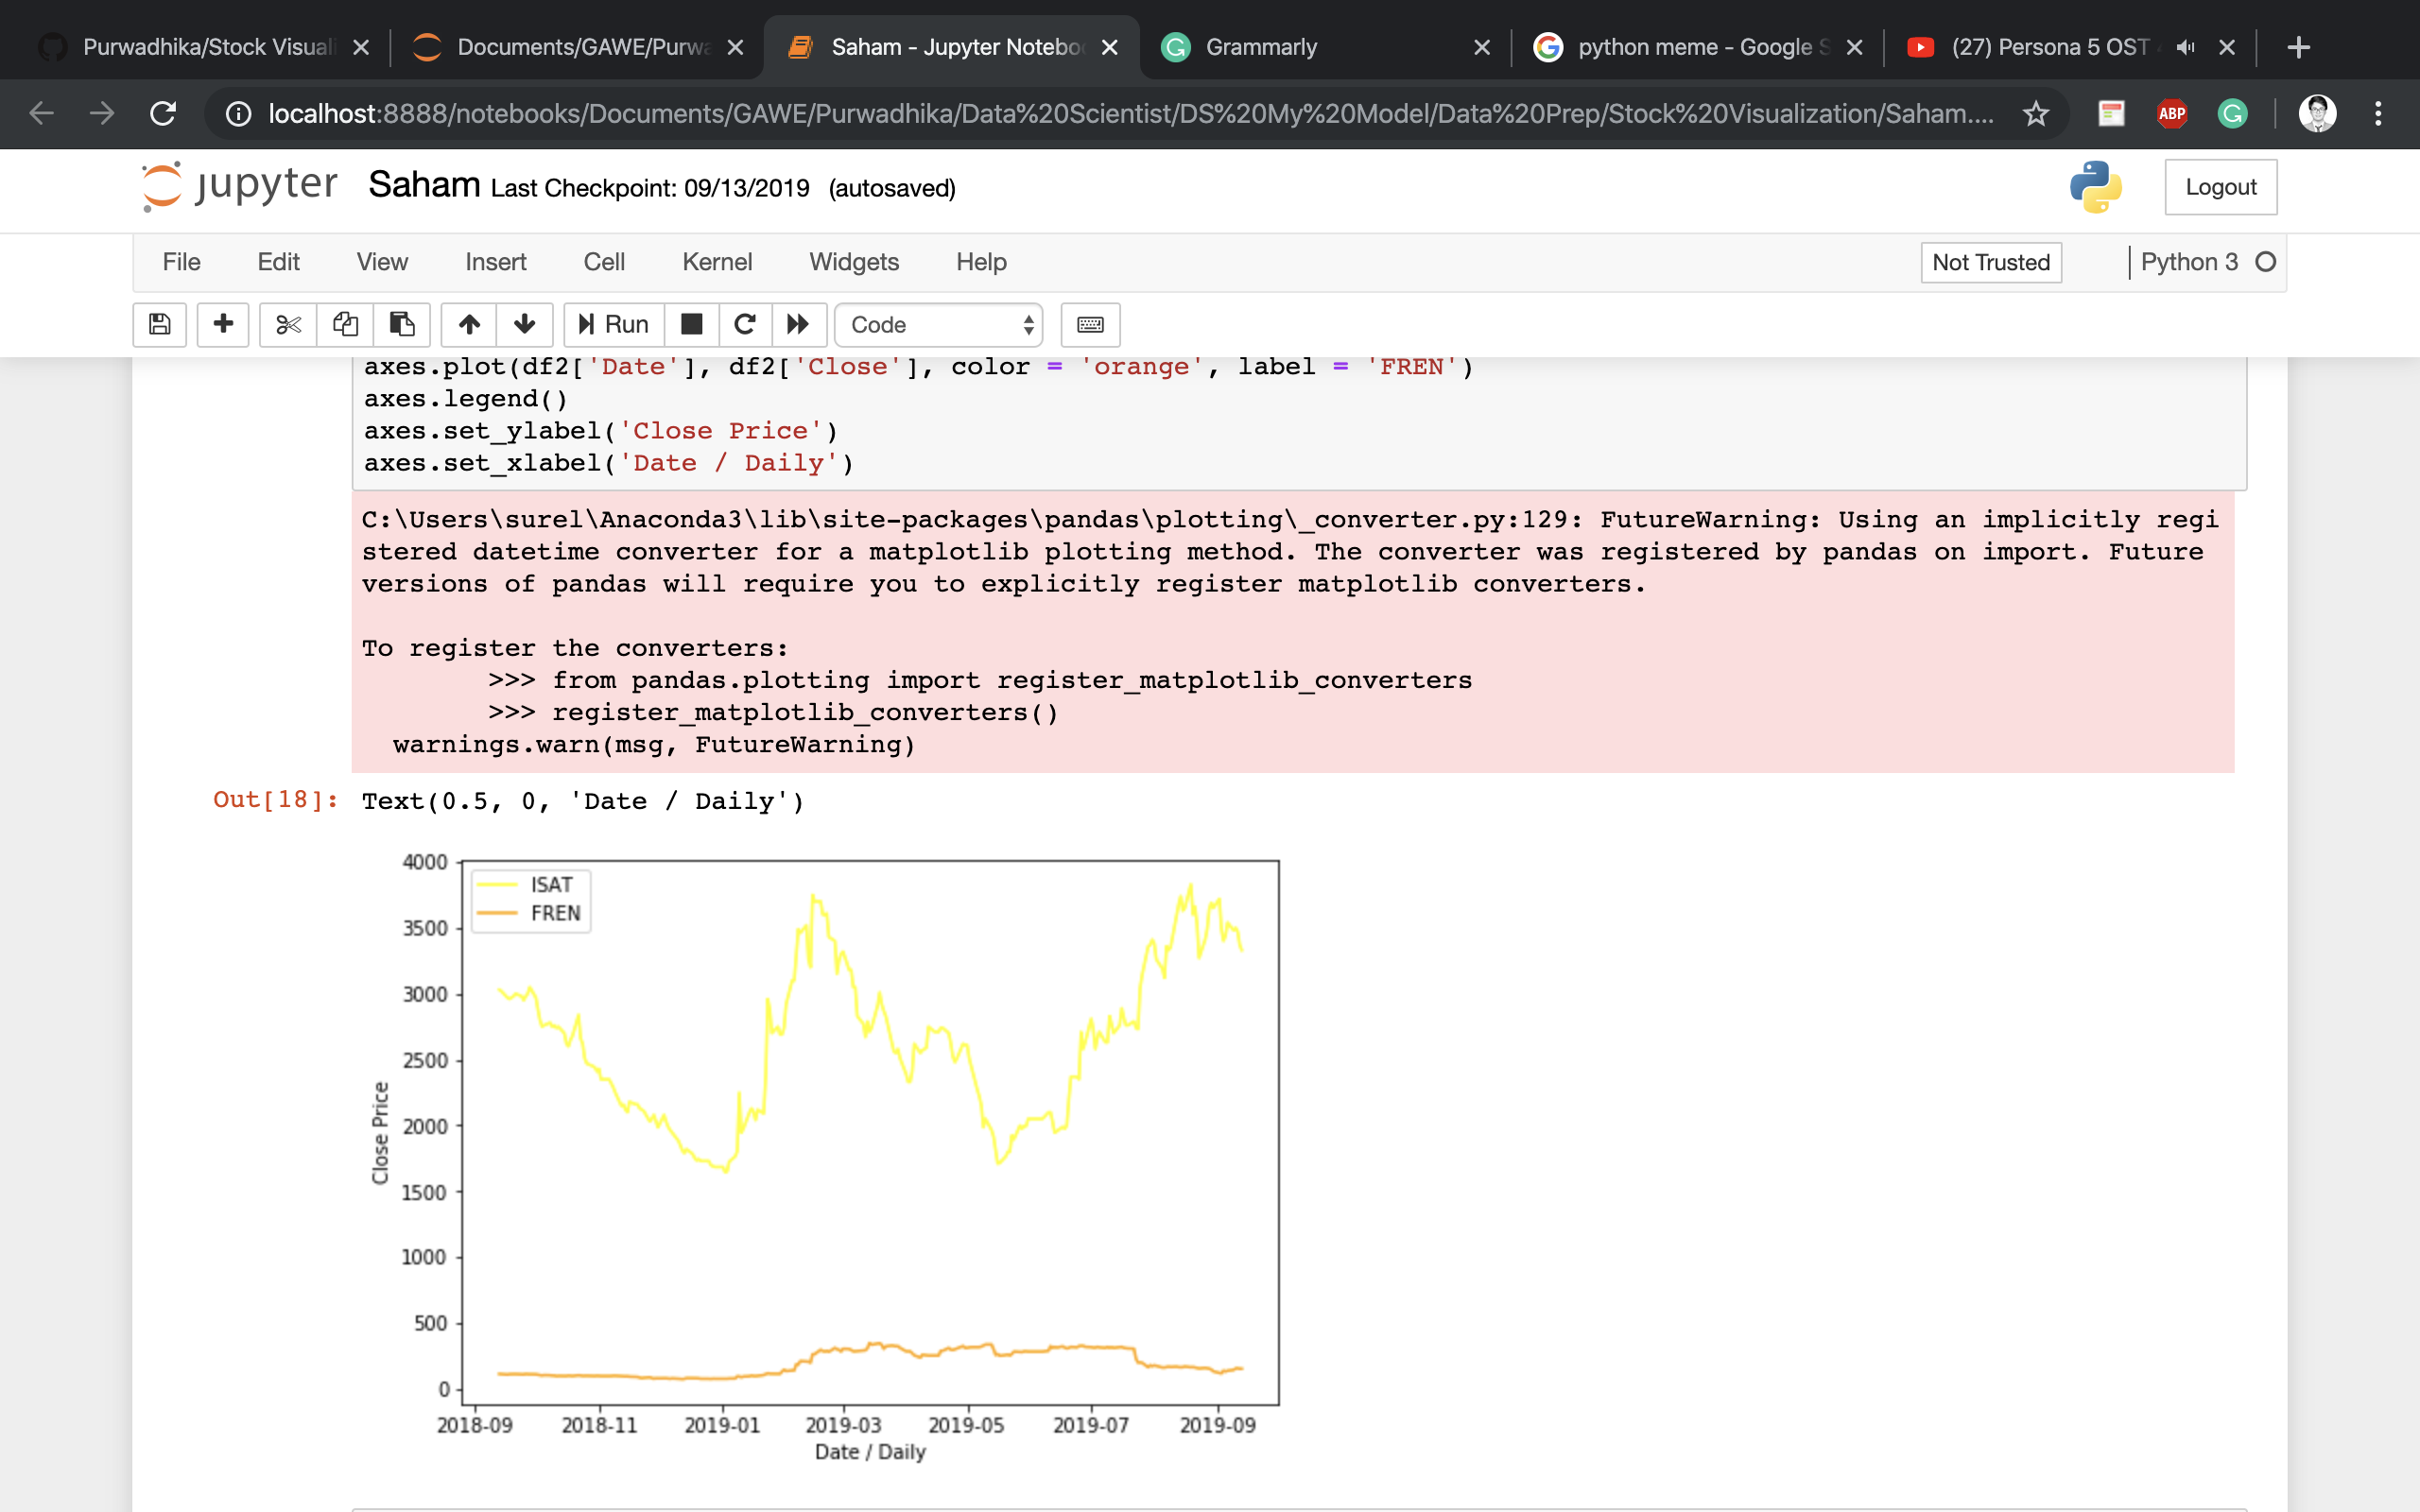 Purwadhika/Stock Visuali
Documents/GAWE/Purwa
Saham - Jupyter Notebo
Grammarly
python meme - Google S
(27) Persona 5 OST
localhost:8888/notebooks/Documents/GAWE/Purwadhika/Data%20Scientist/DS%20My%20Model/Data%20Prep/Stock%20Visualization/Saham....
ABP
jupyter Saham Last Checkpoint: 09/13/2019 (autosaved)
Logout
File Edit View Insert Cell Kernel Widgets Help
Not Trusted
Python 3
Run
Code
axes.plot(df2['Date'], df2['Close'], color = 'orange', label = 'FREN')
axes.legend()
axes.set_ylabel('Close Price')
axes.set_xlabel('Date / Daily')
C:\Users\surel\Anaconda3\lib\site-packages\pandas\plotting\_converter.py:129: FutureWarning: Using an implicitly regi
stered datetime converter for a matplotlib plotting method. The converter was registered by pandas on import. Future
versions of pandas will require you to explicitly register matplotlib converters.
To register the converters:
>>> from pandas.plotting import register_matplotlib_converters
>>> register_matplotlib_converters()
warnings.warn(msg, FutureWarning)
Out[18]: Text(0.5, 0, 'Date / Daily')
ISAT
FREN
4000
3500
3000
2500
2000
1500
1000
500
0
Close Price
2018-09 2018-11 2019-01 2019-03 2019-05 2019-07 2019-09
Date / Daily